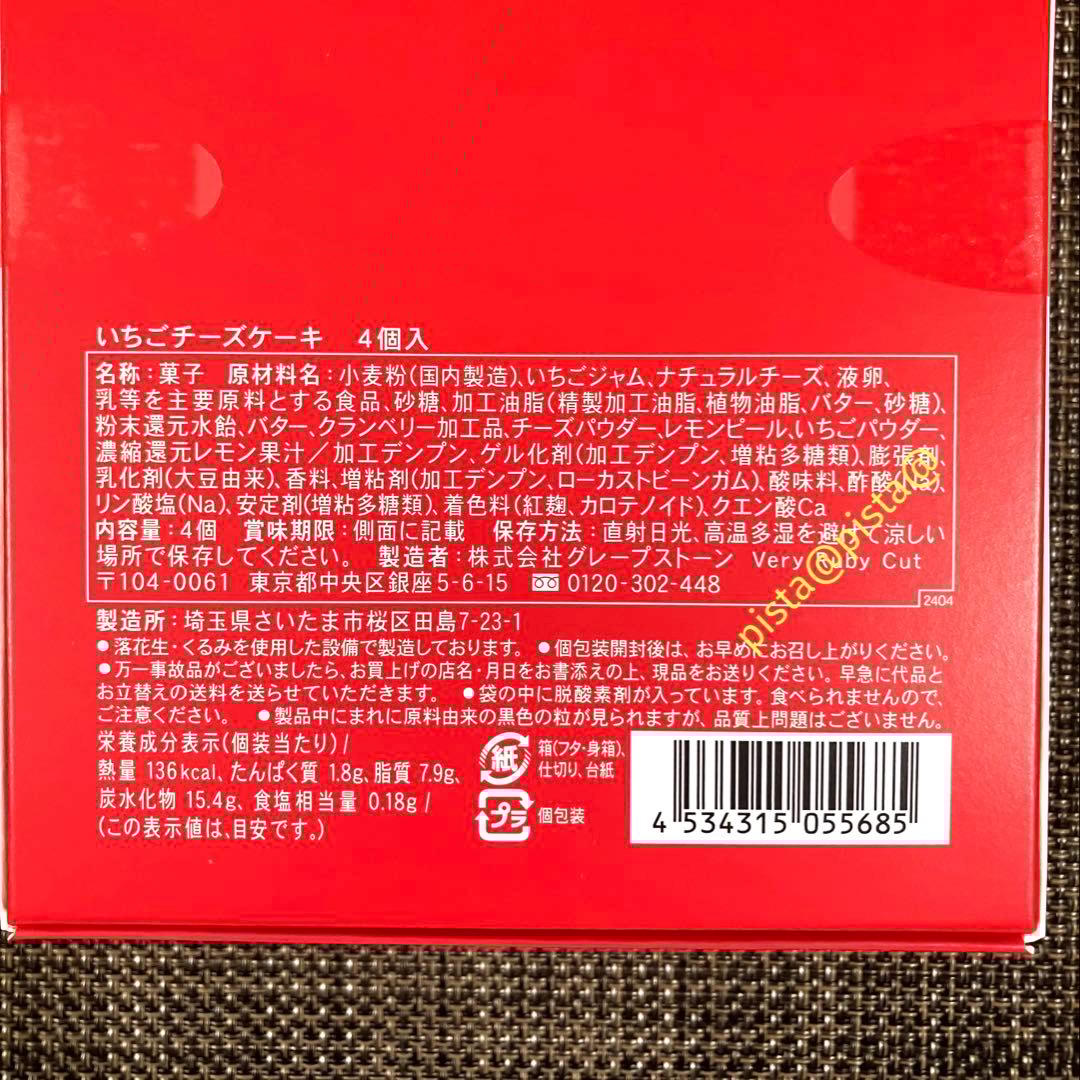 いちごチーズケーキ　4個入
名称：菓子　原材料名：小麦粉（国内製造）、いちごジャム、ナチュラルチーズ、液卵、
乳等を主要原料とする食品、砂糖、加工油脂（精製加工油脂、植物油脂、バター、砂糖）、
粉末還元水飴、バター、クランベリー加工品、チーズパウダー、レモンピール、いちごパウダー、
濃縮還元レモン果汁／加工デンプン、ゲル化剤（加工デンプン、増粘多糖類）、膨張剤、
乳化剤（大豆由来）、香料、増粘剤（加工デンプン、ローカストビーンガム）、酸味料、酢酸
リン酸塩（Na）、安定剤（増粘多糖類）、着色料（紅麹、カロテノイド）、クエン酸Ca
内容量：4個　賞味期限：側面に記載　保存方法：直射日光、高温多湿を避けて涼しい
場所で保存してください。　製造者：株式会社グレープストーン　Very Ruby Cut
〒104-0061　東京都中央区銀座5-6-15　0120-302-448
2404
製造所：埼玉県さいたま市桜区田島7-23-1
●落花生・くるみを使用した設備で製造しております。　●個包装開封後は、お早めにお召し上がりください。
●万一事故品がございましたら、お買上げの店名・月日をお書添えの上、現品をお送りください。早急に代品と
お立替えの送料を送らせていただきます。　●袋の中に脱酸素剤が入っています。食べられませんので
ご注意ください。　●製品中にまれに原料由来の黒色の粒が見られますが、品質上問題はございません。
栄養成分表示（個装当たり）/
熱量 136kcal、たんぱく質 1.8g、脂質 7.9g、
炭水化物 15.4g、食塩相当量 0.18g /
（この表示値は、目安です。）
紙
箱（フタ・身箱）、
仕切り、台紙
プラ
個包装
4 534315 055685
pista@pista@